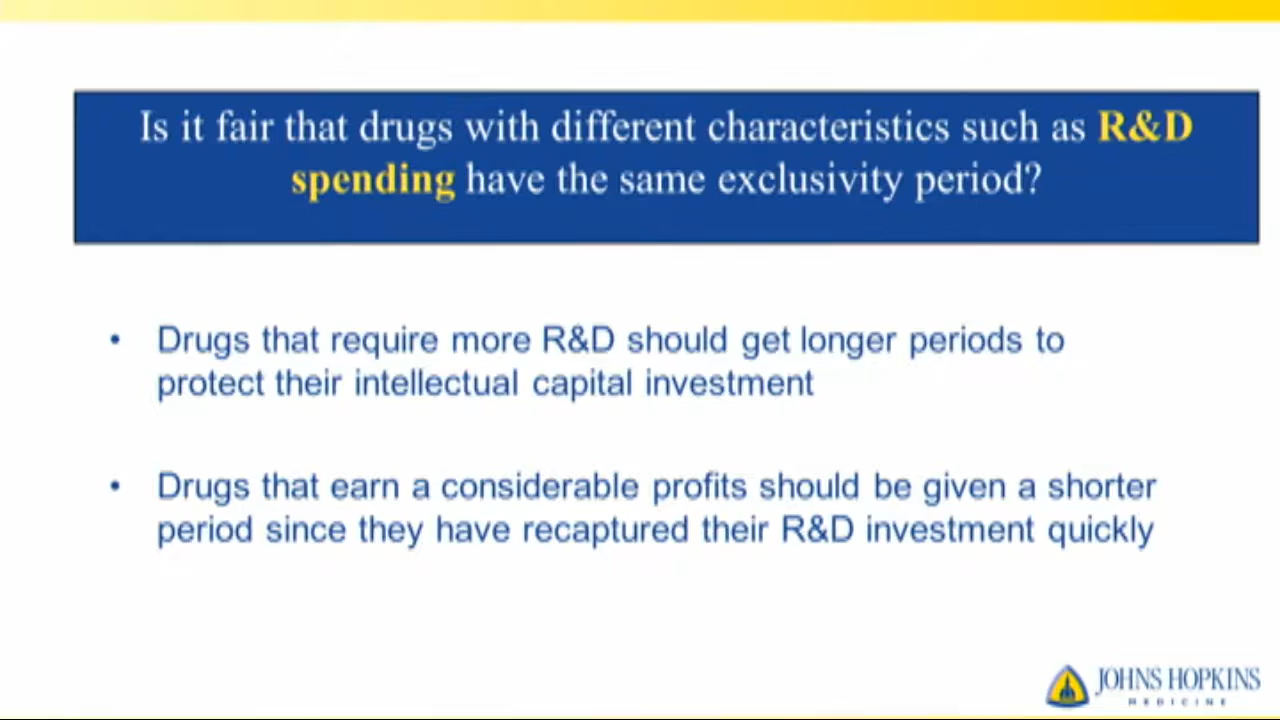 Is it fair that drugs with different characteristics such as R&D
spending have the same exclusivity period?
• Drugs that require more R&D should get longer periods to
protect their intellectual capital investment
• Drugs that earn a considerable profits should be given a shorter
period since they have recaptured their R&D investment quickly
JOHNS HOPKINS
MEDICINE